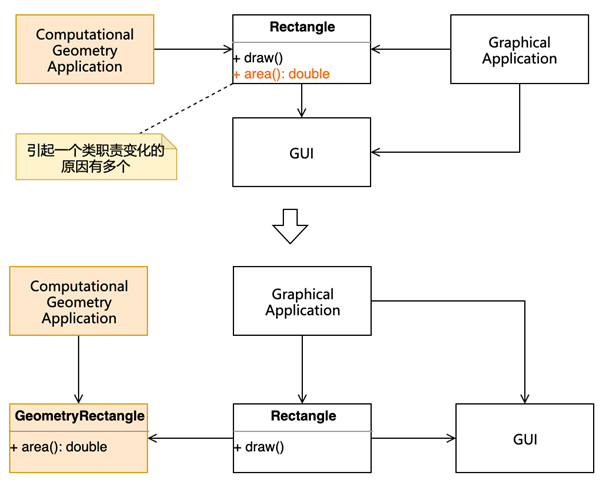 Computational
Geometry
Application
Rectangle
+ draw()
+ area(): double
Graphical
Application
引起一个类职责变化的
原因有多个
GUI
Computational
Geometry
Application
Graphical
Application
GeometryRectangle
+ area(): double
Rectangle
+ draw()
GUI